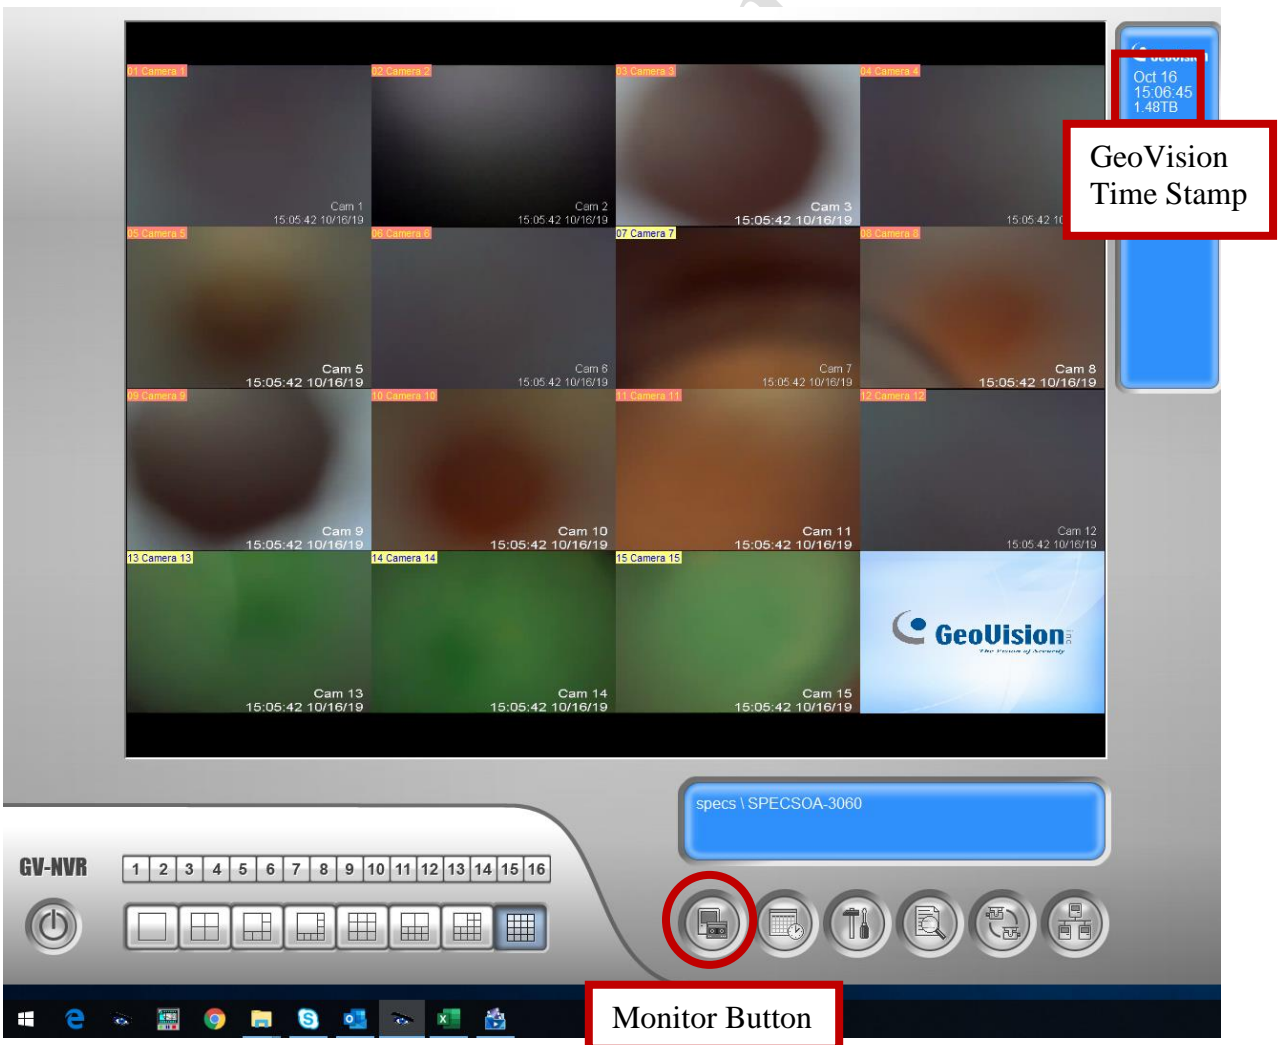 01 Camera 1
02 Camera 2
03 Camera 3
04 Camera 4
Cam 1
15:05:42 10/16/19
Cam 2
15:05:42 10/16/19
Cam 3
15:05:42 10/16/19
15:05:42
GeoVision
Oct 16
15:06:45
1.48TB
GeoVision
Time Stamp
05 Camera 5
06 Camera 6
07 Camera 7
08 Camera 8
Cam 5
15:05:42 10/16/19
Cam 6
15:05:42 10/16/19
Cam 7
15:05:42 10/16/19
Cam 8
15:05:42 10/16/19
09 Camera 9
10 Camera 10
11 Camera 11
12 Camera 12
Cam 9
15:05:42 10/16/19
Cam 10
15:05:42 10/16/19
Cam 11
15:05:42 10/16/19
Cam 12
15:05:42 10/16/19
13 Camera 13
14 Camera 14
15 Camera 15
Cam 13
15:05:42 10/16/19
Cam 14
15:05:42 10/16/19
Cam 15
15:05:42 10/16/19
GeoVision inc
The Vision of Security
specs \ SPECSOA-3060
GV-NVR
1 2 3 4 5 6 7 8 9 10 11 12 13 14 15 16
Monitor Button